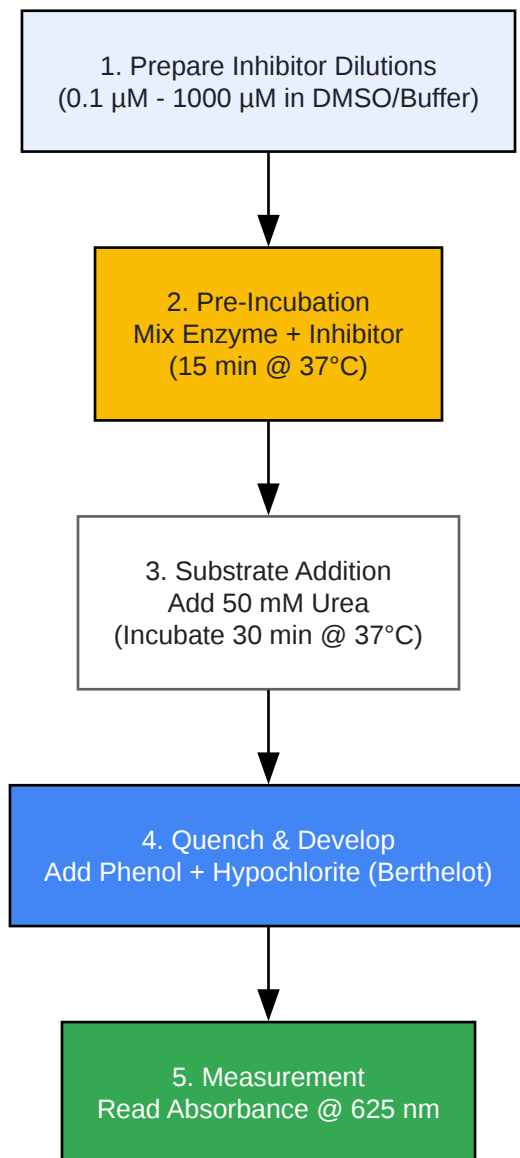 1. Prepare Inhibitor Dilutions
(0.1 µM - 1000 µM in DMSO/Buffer)
2. Pre-Incubation
Mix Enzyme + Inhibitor
(15 min @ 37°C)
3. Substrate Addition
Add 50 mM Urea
(Incubate 30 min @ 37°C)
4. Quench & Develop
Add Phenol + Hypochlorite (Berthelot)
5. Measurement
Read Absorbance @ 625 nm